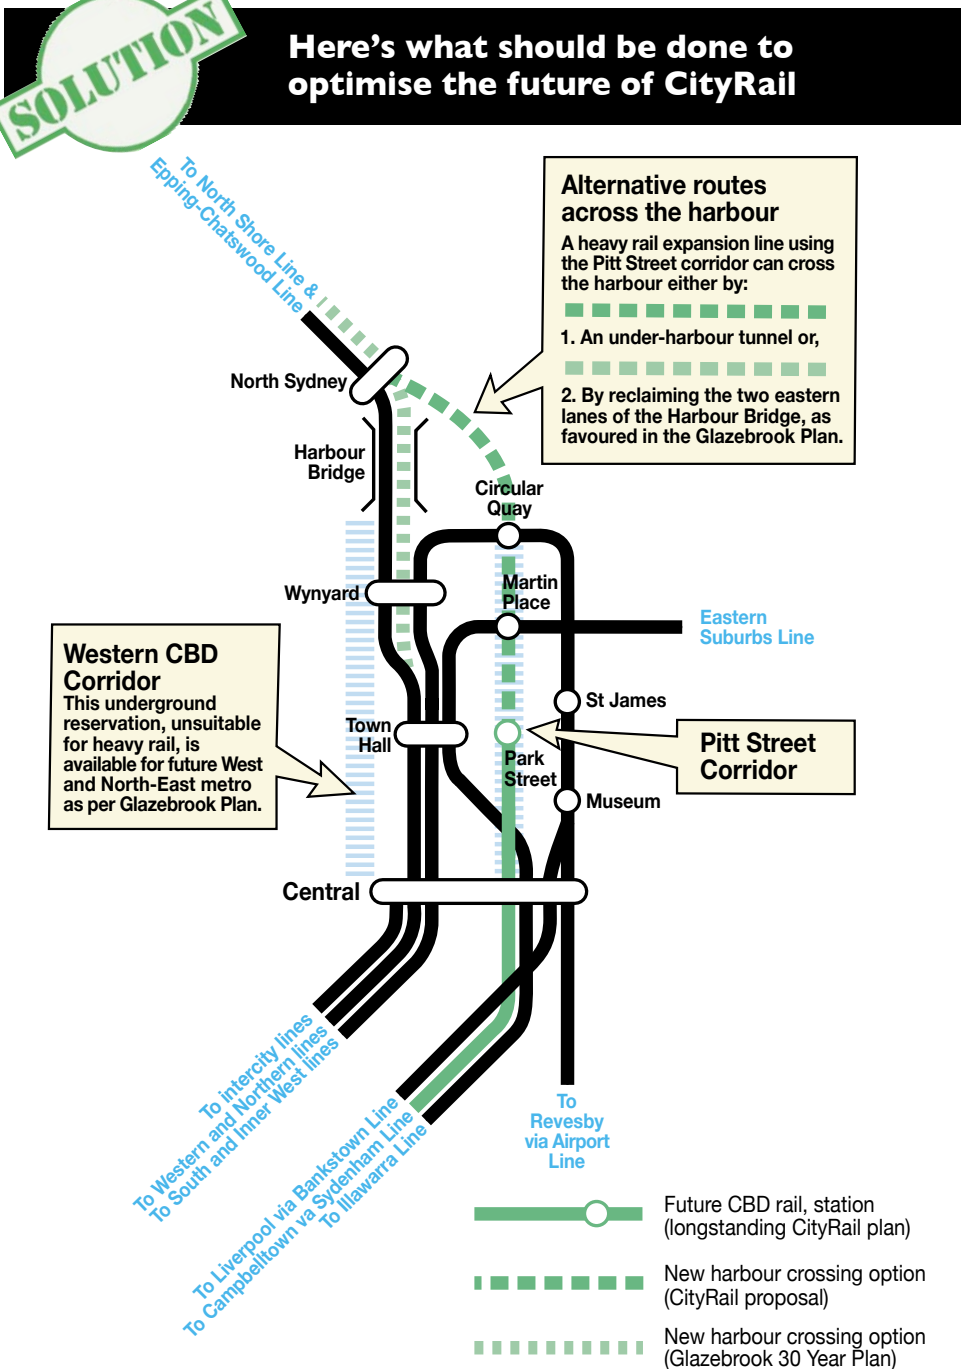 SOLUTION
Here's what should be done to
optimise the future of CityRail
To North Shore Line &
Epping-Chatswood Line
Alternative routes
across the harbour
A heavy rail expansion line using
the Pitt Street corridor can cross
the harbour either by:
1. An under-harbour tunnel or,
2. By reclaiming the two eastern
lanes of the Harbour Bridge, as
favoured in the Glazebrook Plan.
North Sydney
Harbour
Bridge
Circular
Quay
Wynyard
Martin
Place
Eastern
Suburbs Line
Western CBD
Corridor
This underground
reservation, unsuitable
for heavy rail, is
available for future West
and North-East metro
as per Glazebrook Plan.
St James
Town
Hall
Park
Street
Pitt Street
Corridor
Museum
Central
To intercity lines
To Western and Northern lines
To South and Inner West lines
To Liverpool via Bankstown Line
To Campbelltown va Sydenham Line
To Illawarra Line
To
Revesby
via Airport
Line
Future CBD rail, station
(longstanding CityRail plan)
New harbour crossing option
(CityRail proposal)
New harbour crossing option
(Glazebrook 30 Year Plan)